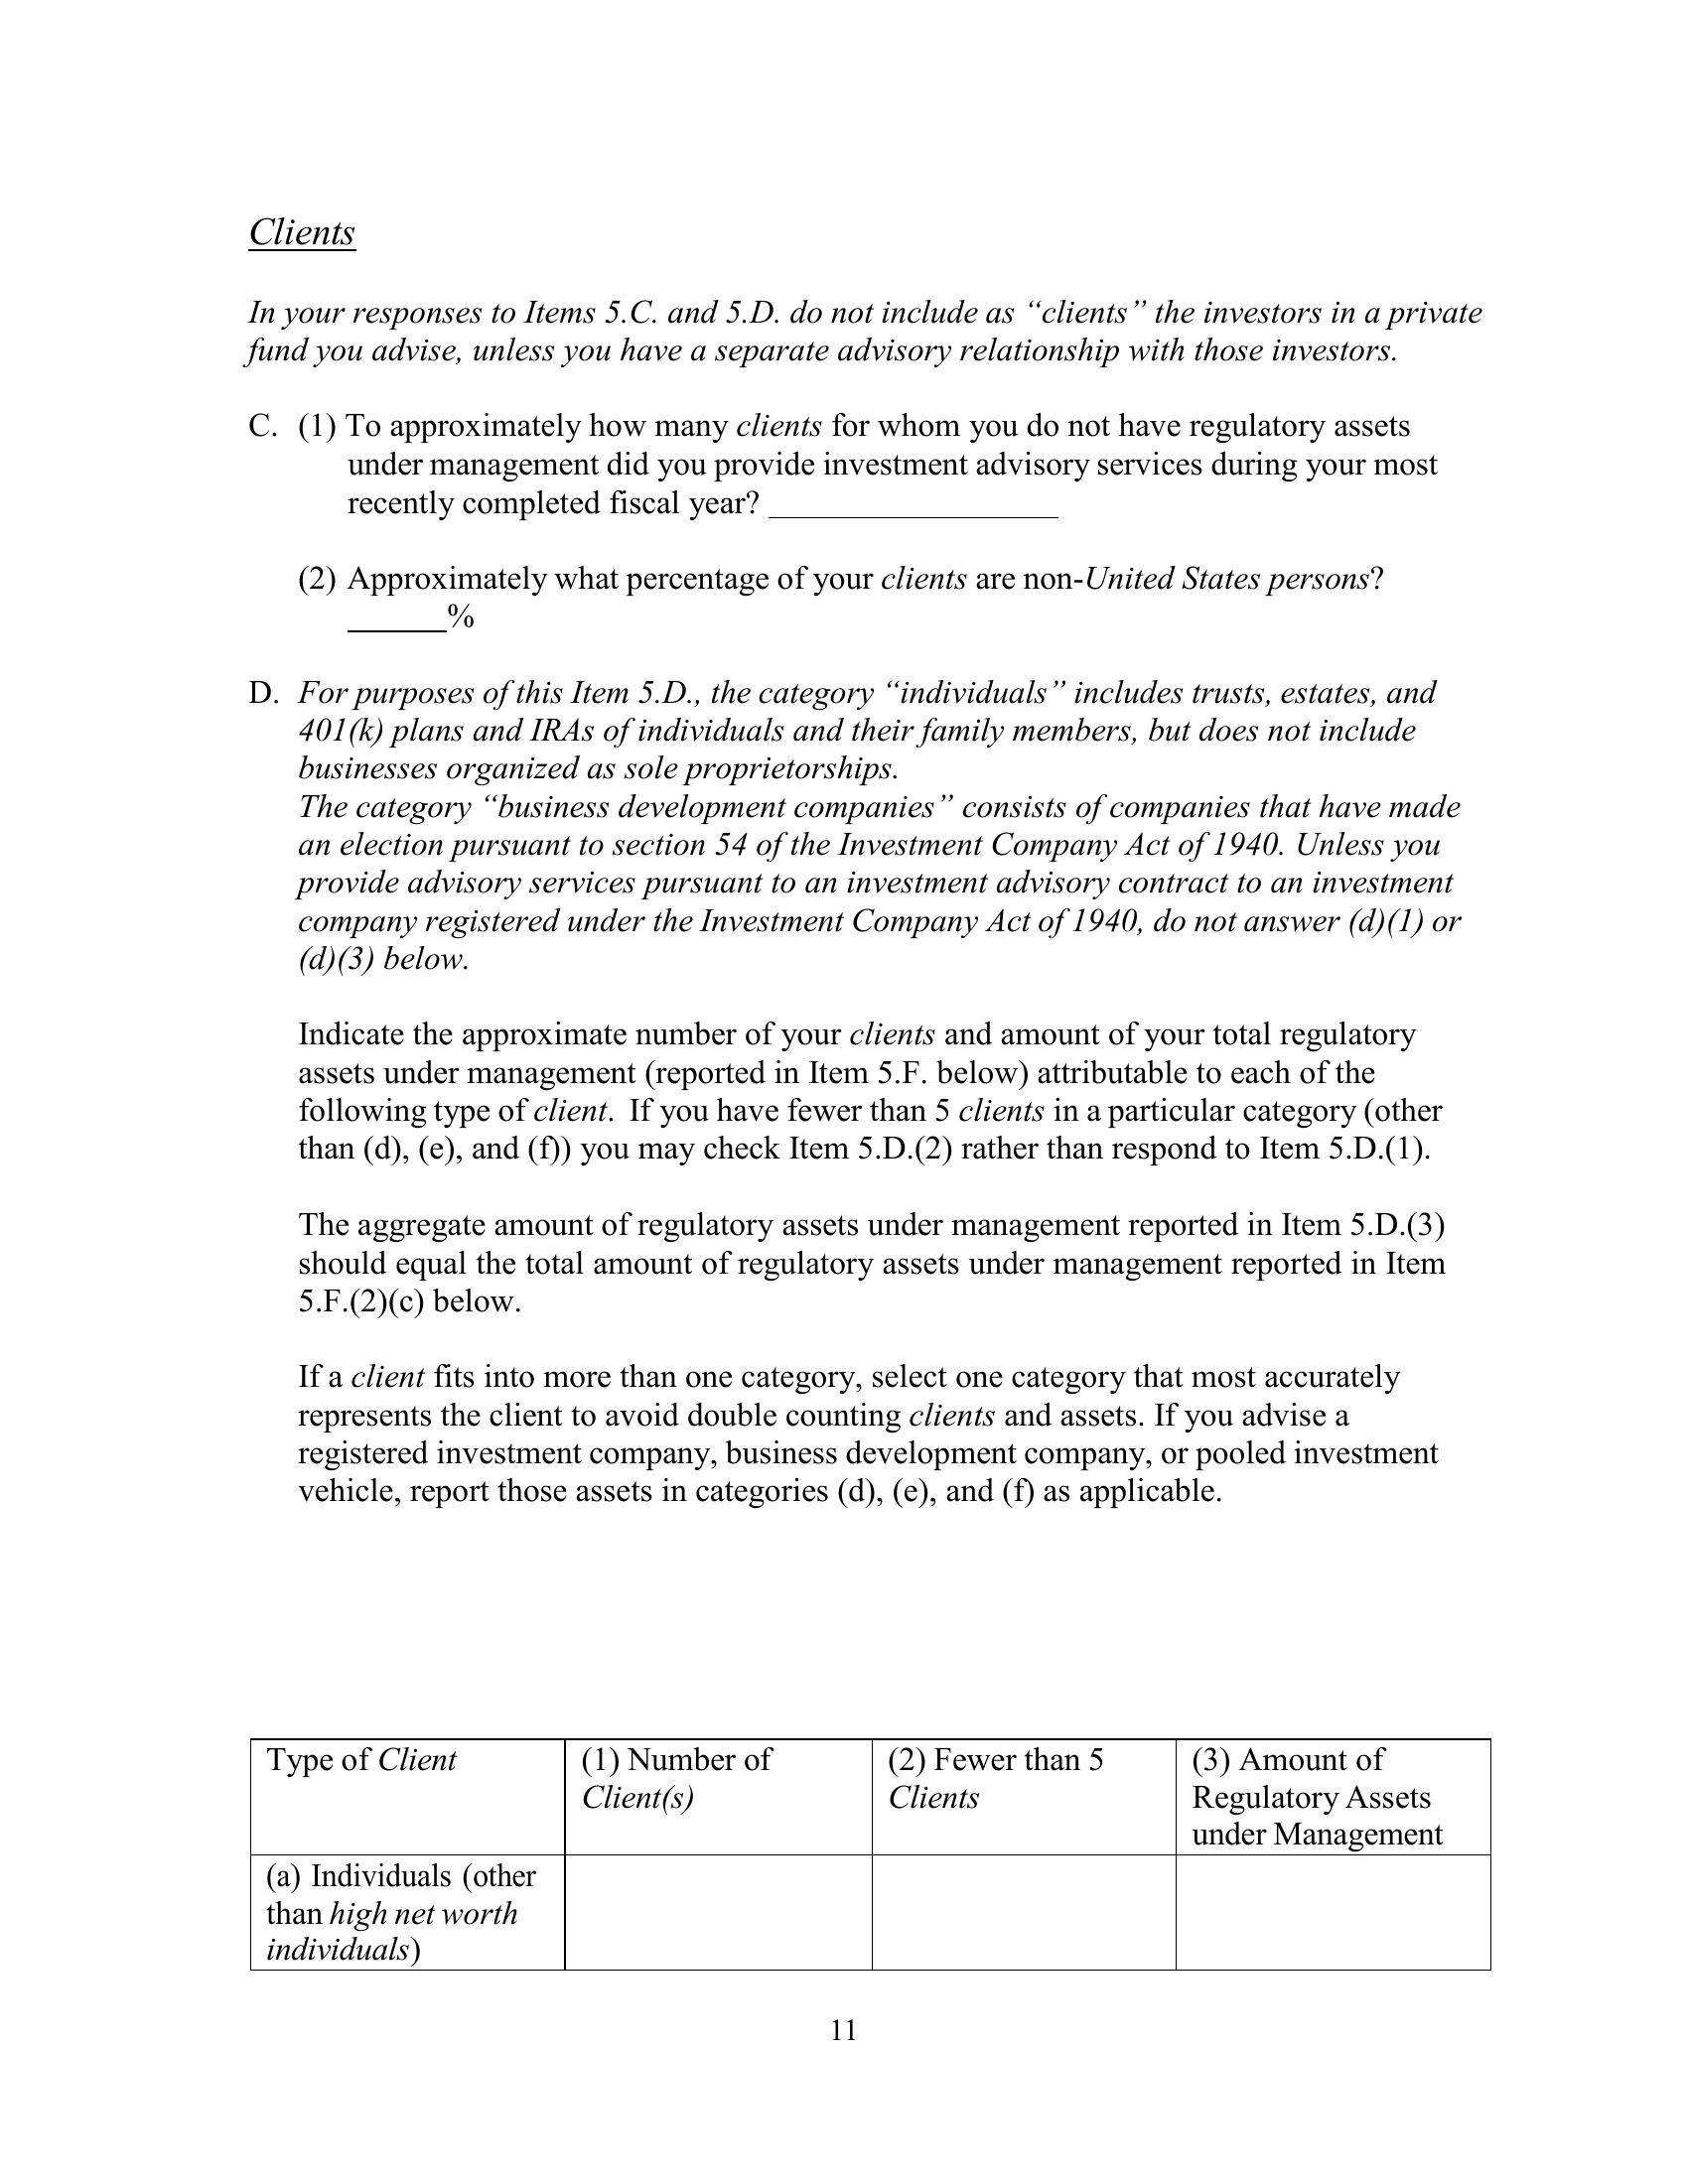 Clients
In your responses to Items 5.C. and 5.D. do not include as “clients” the investors in a private
fund you advise, unless you have a separate advisory relationship with those investors.
C. (1) To approximately how many clients for whom you do not have regulatory assets
under management did you provide investment advisory services during your most
recently completed fiscal year? __________________
(2) Approximately what percentage of your clients are non-United States persons?
______%
D. For purposes of this Item 5.D., the category “individuals” includes trusts, estates, and
401(k) plans and IRAs of individuals and their family members, but does not include
businesses organized as sole proprietorships.
The category “business development companies” consists of companies that have made
an election pursuant to section 54 of the Investment Company Act of 1940. Unless you
provide advisory services pursuant to an investment advisory contract to an investment
company registered under the Investment Company Act of 1940, do not answer (d)(1) or
(d)(3) below.
Indicate the approximate number of your clients and amount of your total regulatory
assets under management (reported in Item 5.F. below) attributable to each of the
following type of client. If you have fewer than 5 clients in a particular category (other
than (d), (e), and (f)) you may check Item 5.D.(2) rather than respond to Item 5.D.(1).
The aggregate amount of regulatory assets under management reported in Item 5.D.(3)
should equal the total amount of regulatory assets under management reported in Item
5.F.(2)(c) below.
If a client fits into more than one category, select one category that most accurately
represents the client to avoid double counting clients and assets. If you advise a
registered investment company, business development company, or pooled investment
vehicle, report those assets in categories (d), (e), and (f) as applicable.
Type of Client
(1) Number of
Client(s)
(2) Fewer than 5
Clients
(3) Amount of
Regulatory Assets
under Management
(a) Individuals (other
than high net worth
individuals)
11